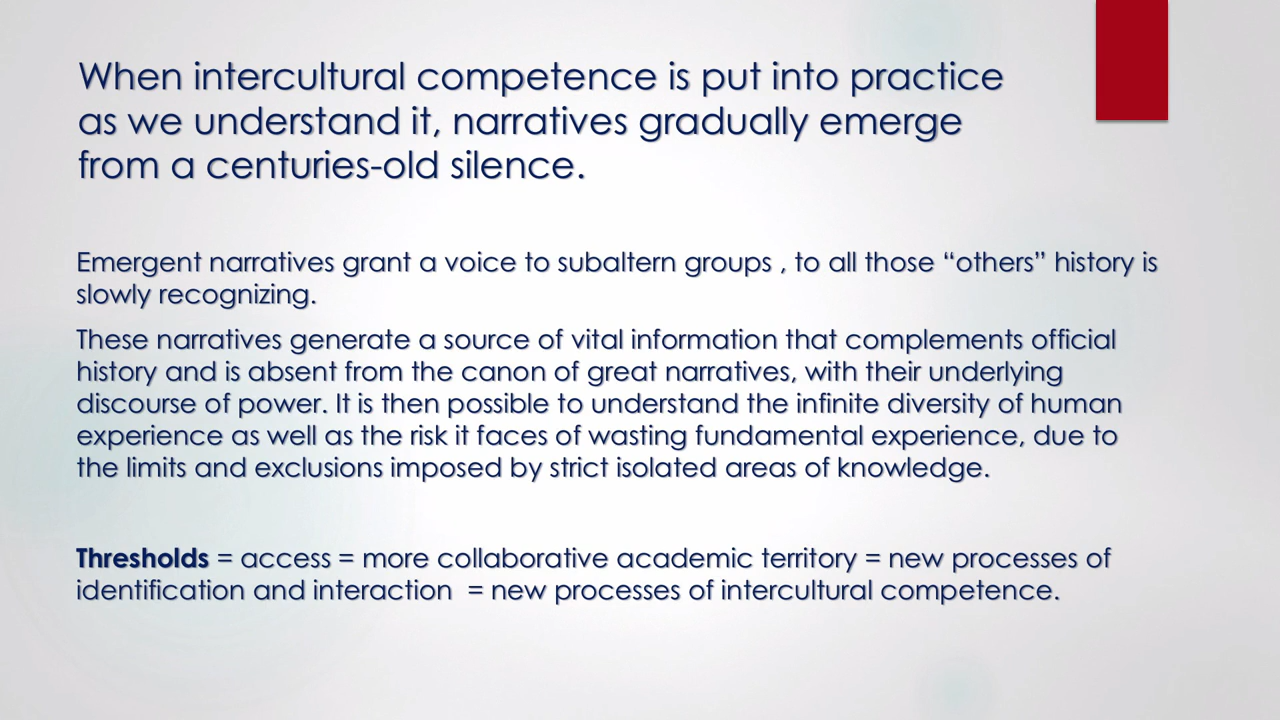 When intercultural competence is put into practice
as we understand it, narratives gradually emerge
from a centuries-old silence.
Emergent narratives grant a voice to subaltern groups , to all those “others” history is
slowly recognizing.
These narratives generate a source of vital information that complements official
history and is absent from the canon of great narratives, with their underlying
discourse of power. It is then possible to understand the infinite diversity of human
experience as well as the risk it faces of wasting fundamental experience, due to
the limits and exclusions imposed by strict isolated areas of knowledge.
Thresholds = access = more collaborative academic territory = new processes of
identification and interaction  = new processes of intercultural competence.